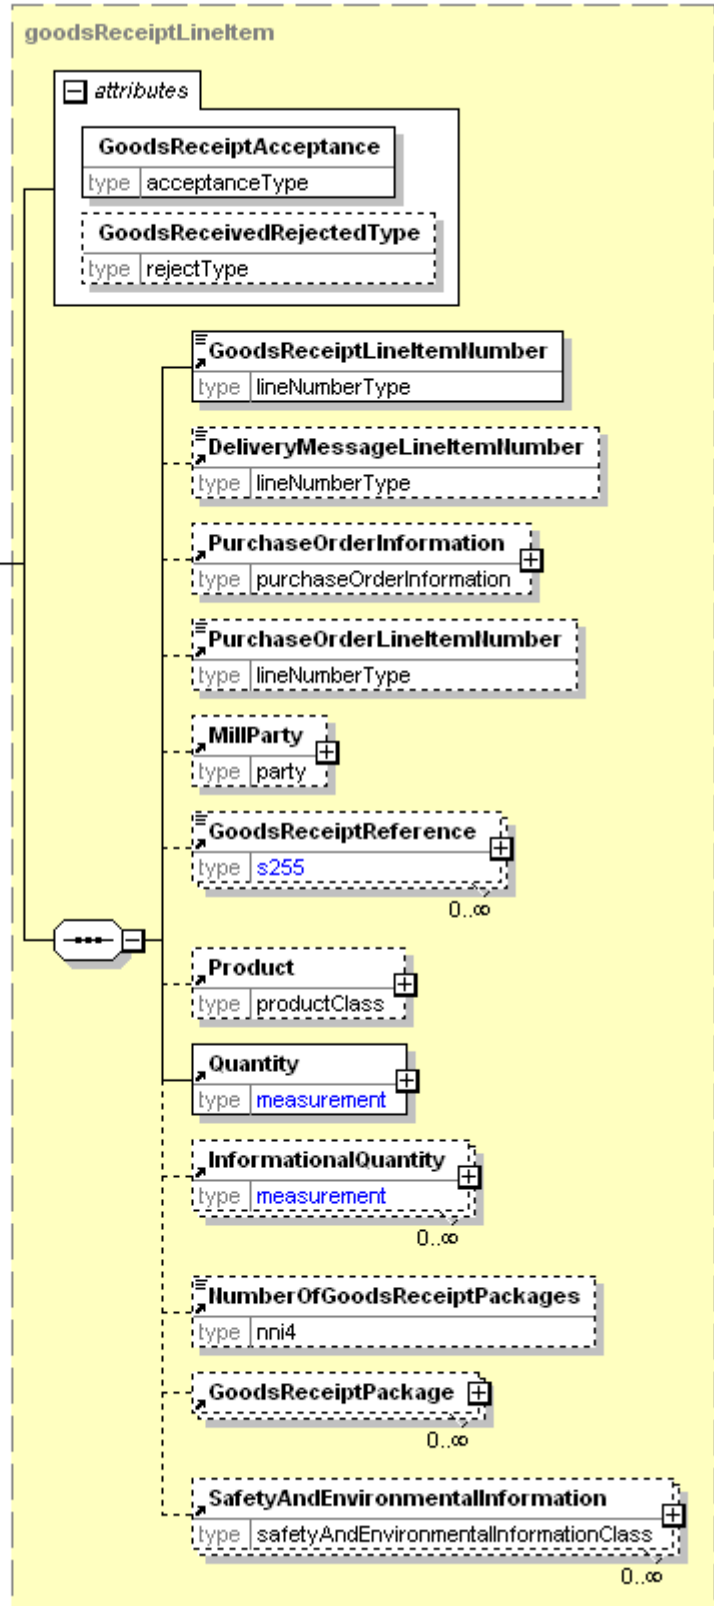 goodsReceiptLineItem
attributes
GoodsReceiptAcceptance
type acceptanceType
GoodsReceivedRejectedType
type rejectType
GoodsReceiptLineItemNumber
type lineNumberType
DeliveryMessageLineItemNumber
type lineNumberType
PurchaseOrderInformation
type purchaseOrderInformation
PurchaseOrderLineItemNumber
type lineNumberType
MillParty
type party
GoodsReceiptReference
type s255
0..∞
Product
type productClass
Quantity
type measurement
InformationalQuantity
type measurement
0..∞
NumberOfGoodsReceiptPackages
type nni4
GoodsReceiptPackage
0..∞
SafetyAndEnvironmentalInformation
type safetyAndEnvironmentalInformationClass
0..∞